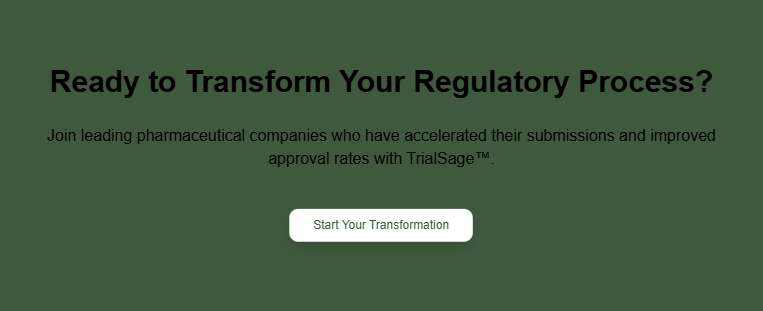 Ready to Transform Your Regulatory Process?
Join leading pharmaceutical companies who have accelerated their submissions and improved
approval rates with TrialSage™.
Start Your Transformation